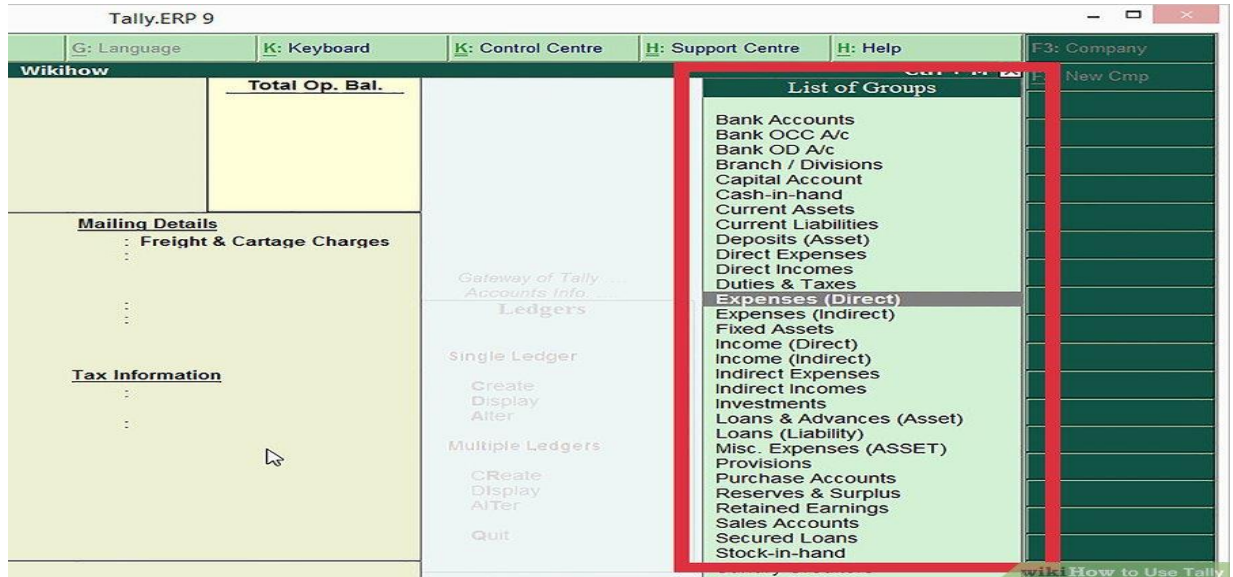 Tally.ERP 9
G: Language K: Keyboard K: Control Centre H: Support Centre H: Help F3: Company
Wikihow Ctrl + M
New Cmp
Total Op. Bal.
List of Groups
Bank Accounts
Bank OCC A/c
Bank OD A/c
Branch / Divisions
Capital Account
Cash-in-hand
Current Assets
Current Liabilities
Deposits (Asset)
Direct Expenses
Direct Incomes
Duties & Taxes
Expenses (Direct)
Expenses (Indirect)
Fixed Assets
Income (Direct)
Income (Indirect)
Indirect Expenses
Indirect Incomes
Investments
Loans & Advances (Asset)
Loans (Liability)
Misc. Expenses (ASSET)
Provisions
Purchase Accounts
Reserves & Surplus
Retained Earnings
Sales Accounts
Secured Loans
Stock-in-hand
Mailing Details
: Freight & Cartage Charges
:
:
:
Tax Information
:
:
Gateway of Tally ....
Accounts Info. ....
Ledgers
Single Ledger
Create
Display
Alter
Multiple Ledgers
CReate
DIsplay
AlTer
Quit
wikiHow to Use Tally